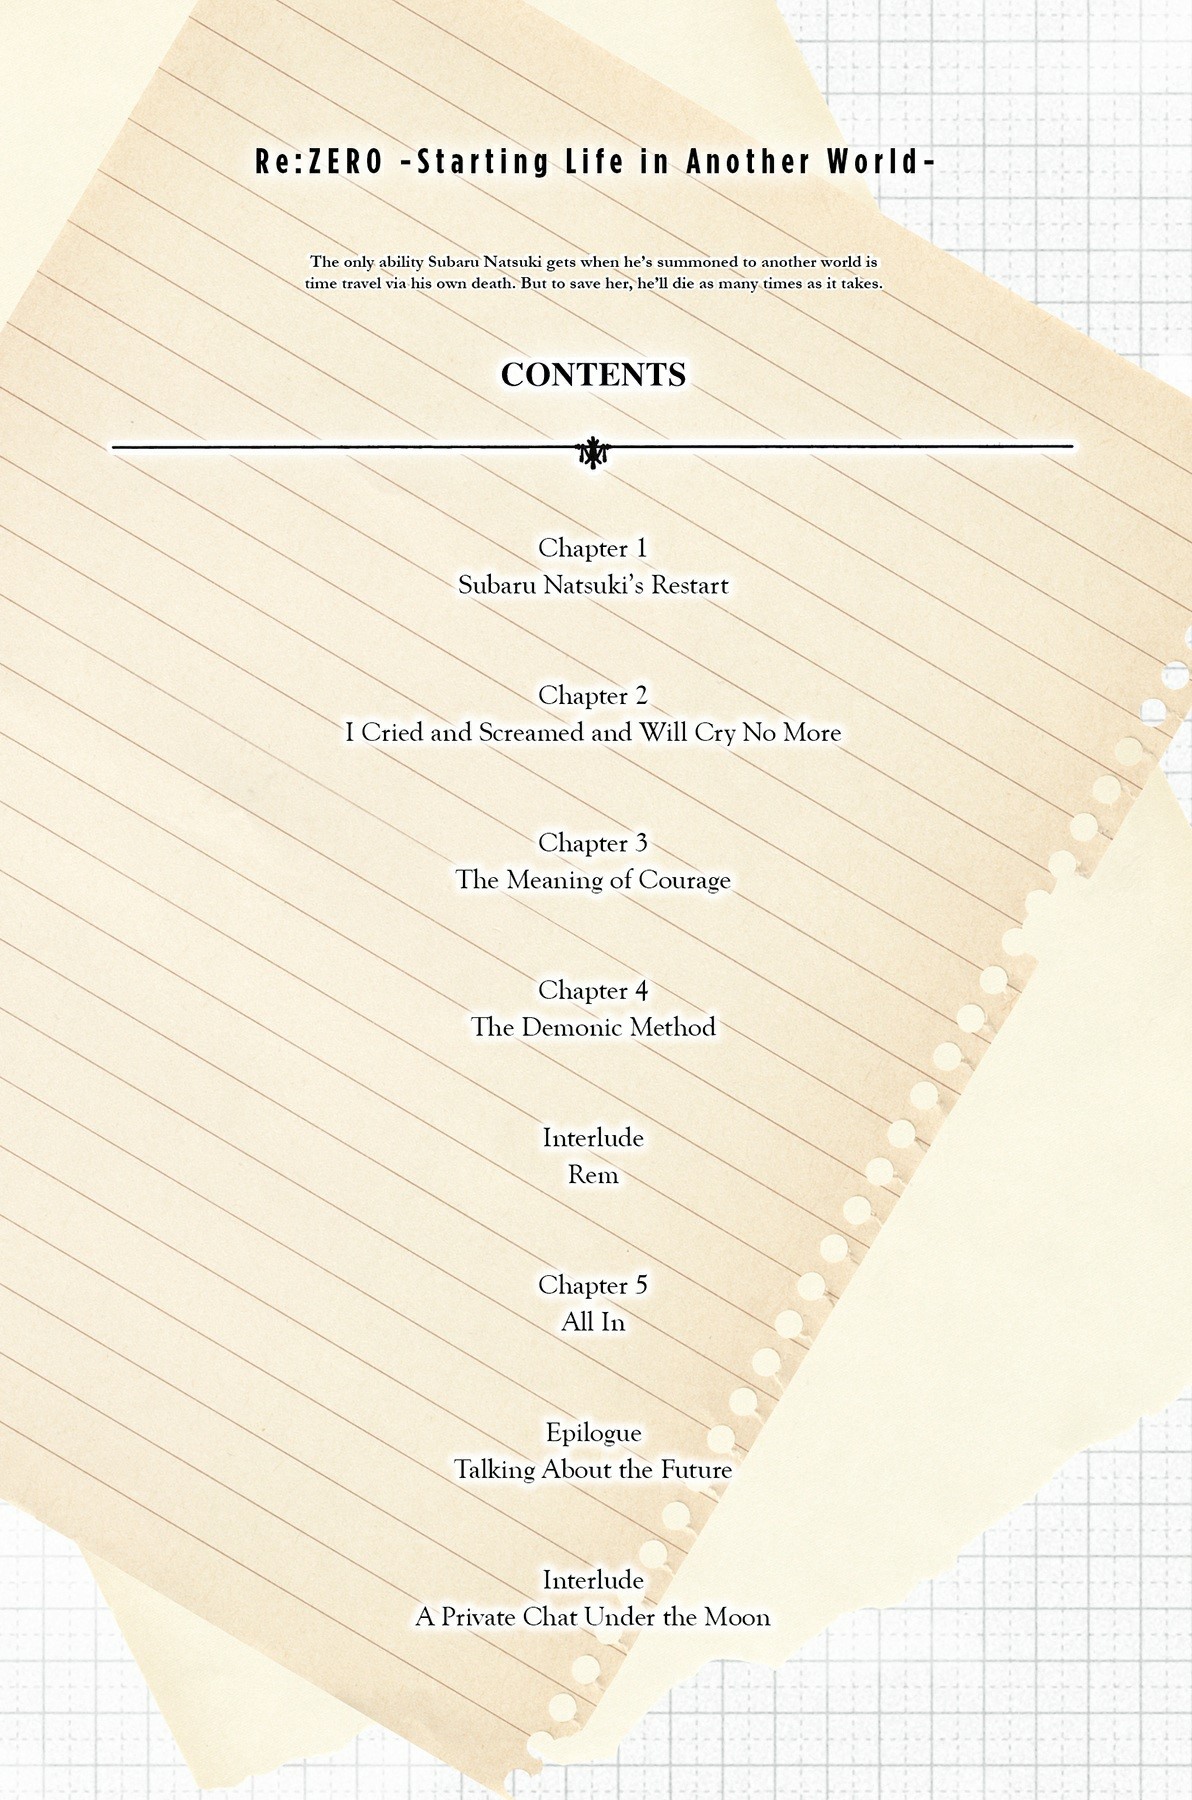 Re:ZERO -Starting Life in Another World-
The only ability Subaru Natsuki gets when he’s summoned to another world is
time travel via his own death. But to save her, he’ll die as many times as it takes.
CONTENTS
Chapter 1
Subaru Natsuki’s Restart
Chapter 2
I Cried and Screamed and Will Cry No More
Chapter 3
The Meaning of Courage
Chapter 4
The Demonic Method
Interlude
Rem
Chapter 5
All In
Epilogue
Talking About the Future
Interlude
A Private Chat Under the Moon